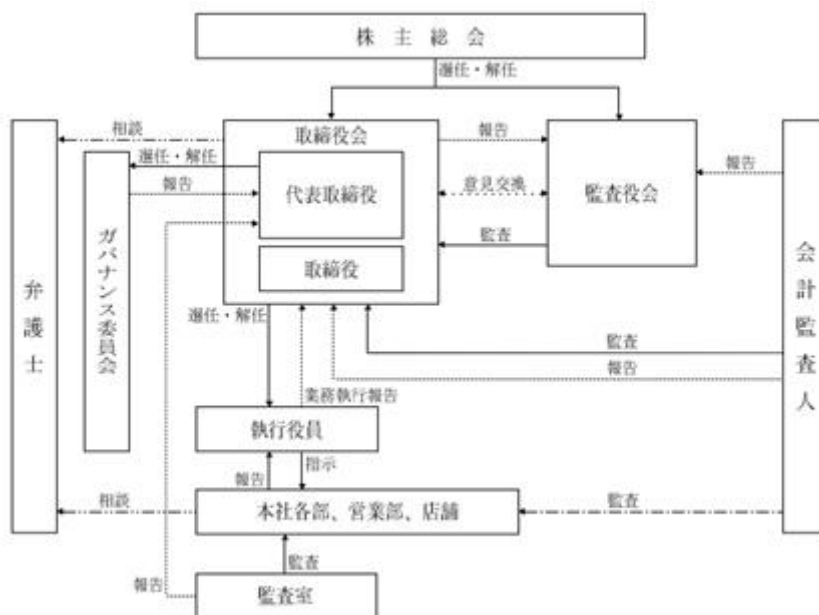 株主総会
選任・解任
相談
取締役会
報告
選任・解任
報告
代表取締役
意見交換
監査役会
報告
監査
取締役
弁護士
ガバナンス委員会
会計監査人
選任・解任
監査
報告
業務執行報告
執行役員
報告
指示
相談
本社各部、営業部、店舗
監査
監査
報告
監査室